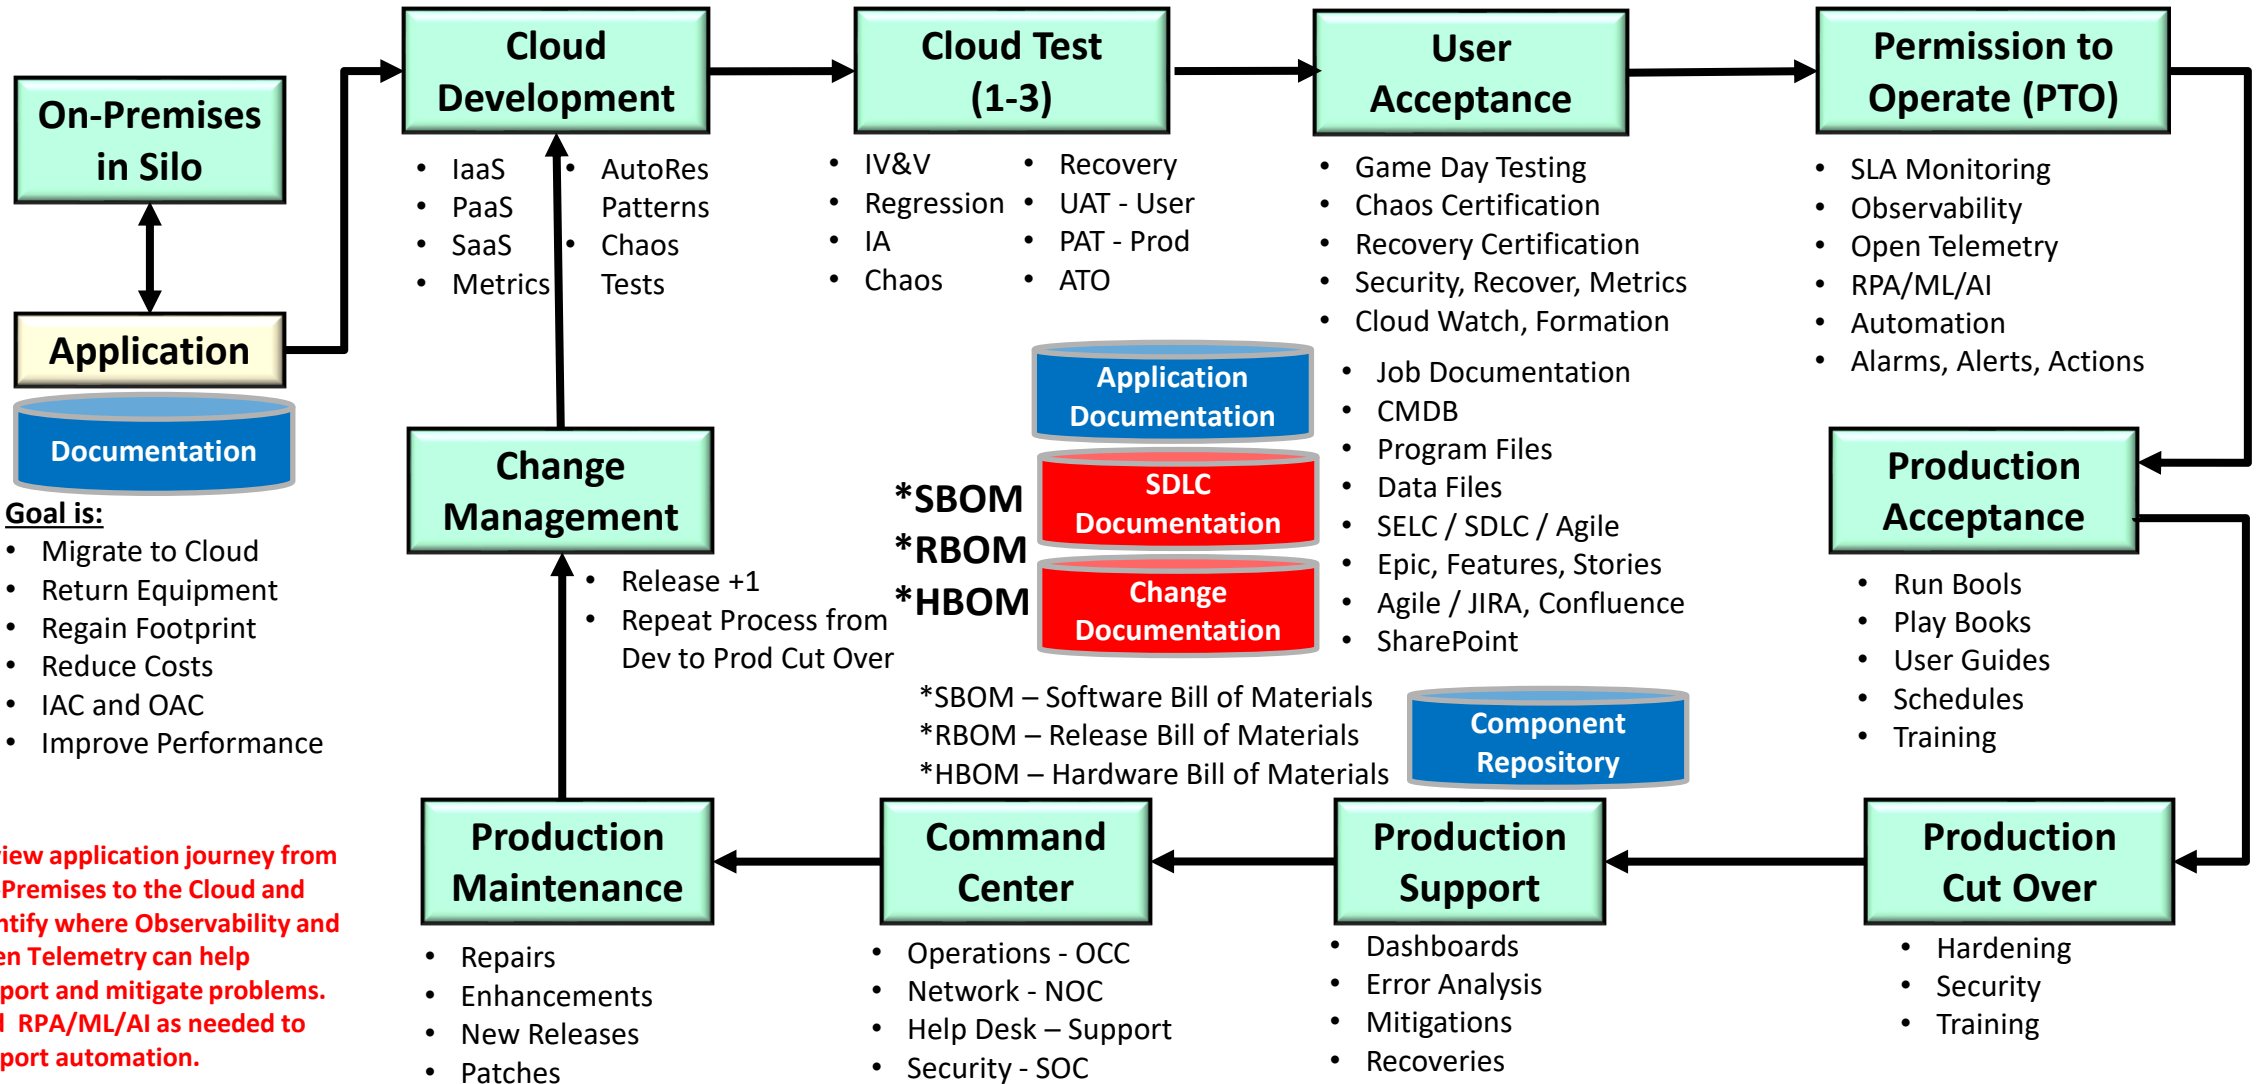 On-Premises
in Silo
Application
Documentation
Goal is:
• Migrate to Cloud
• Return Equipment
• Regain Footprint
• Reduce Costs
• IAC and OAC
• Improve Performance
view application journey from
-Premises to the Cloud and
ntify where Observability and
en Telemetry can help
port and mitigate problems.
d RPA/ML/AI as needed to
port automation.
Cloud
Development
• IaaS
• PaaS
• SaaS
• Metrics
• AutoRes
Patterns
• Chaos
Tests
Cloud Test
(1-3)
• IV&V
• Regression
• IA
• Chaos
• Recovery
• UAT - User
• PAT - Prod
• ATO
User
Acceptance
• Game Day Testing
• Chaos Certification
• Recovery Certification
• Security, Recover, Metrics
• Cloud Watch, Formation
Permission to
Operate (PTO)
• SLA Monitoring
• Observability
• Open Telemetry
• RPA/ML/AI
• Automation
• Alarms, Alerts, Actions
Change
Management
• Release +1
• Repeat Process from
Dev to Prod Cut Over
*SBOM
*RBOM
*HBOM
Application
Documentation
SDLC
Documentation
Change
Documentation
• Job Documentation
• CMDB
• Program Files
• Data Files
• SELC / SDLC / Agile
• Epic, Features, Stories
• Agile / JIRA, Confluence
• SharePoint
*SBOM – Software Bill of Materials
*RBOM – Release Bill of Materials
*HBOM – Hardware Bill of Materials
Component
Repository
Production
Acceptance
• Run Bools
• Play Books
• User Guides
• Schedules
• Training
Production
Maintenance
• Repairs
• Enhancements
• New Releases
• Patches
Command
Center
• Operations - OCC
• Network - NOC
• Help Desk – Support
• Security - SOC
Production
Support
• Dashboards
• Error Analysis
• Mitigations
• Recoveries
Production
Cut Over
• Hardening
• Security
• Training